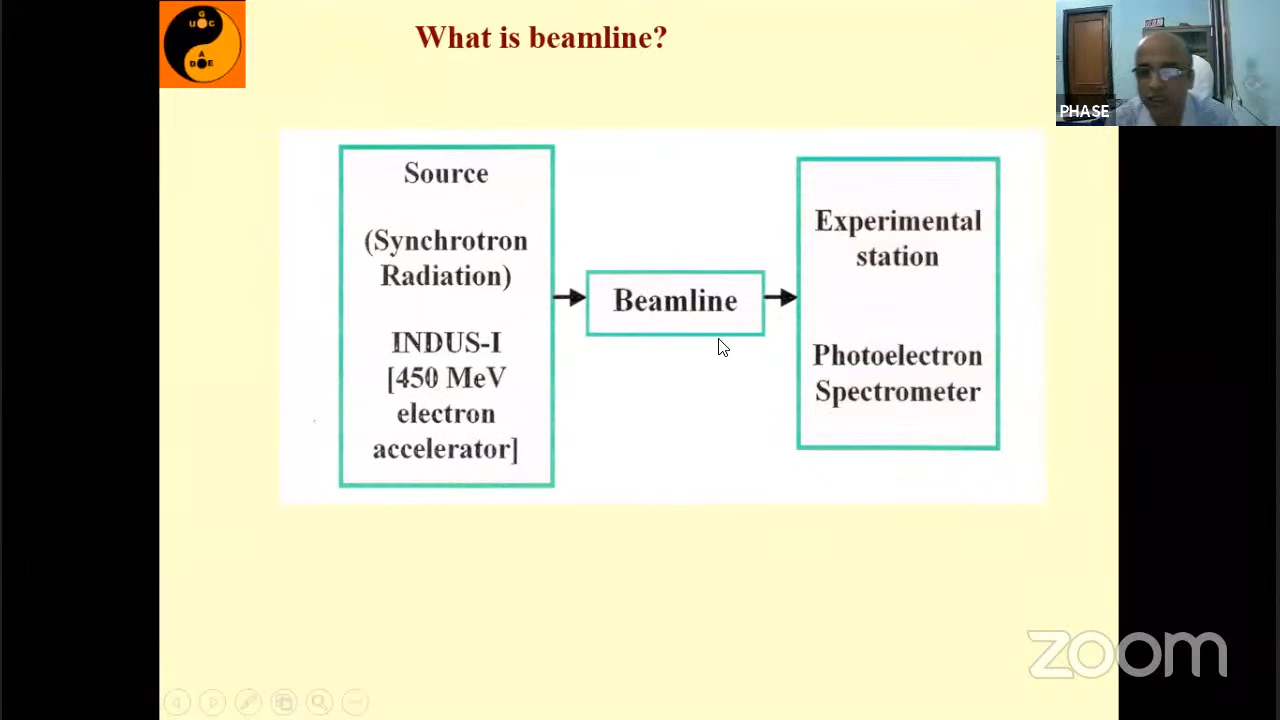 What is beamline?
G
U C
A
D E
PHASE
Source
(Synchrotron
Radiation)
INDUS-I
[450 MeV
electron
accelerator]
Beamline
Experimental
station
Photoelectron
Spectrometer
zoom